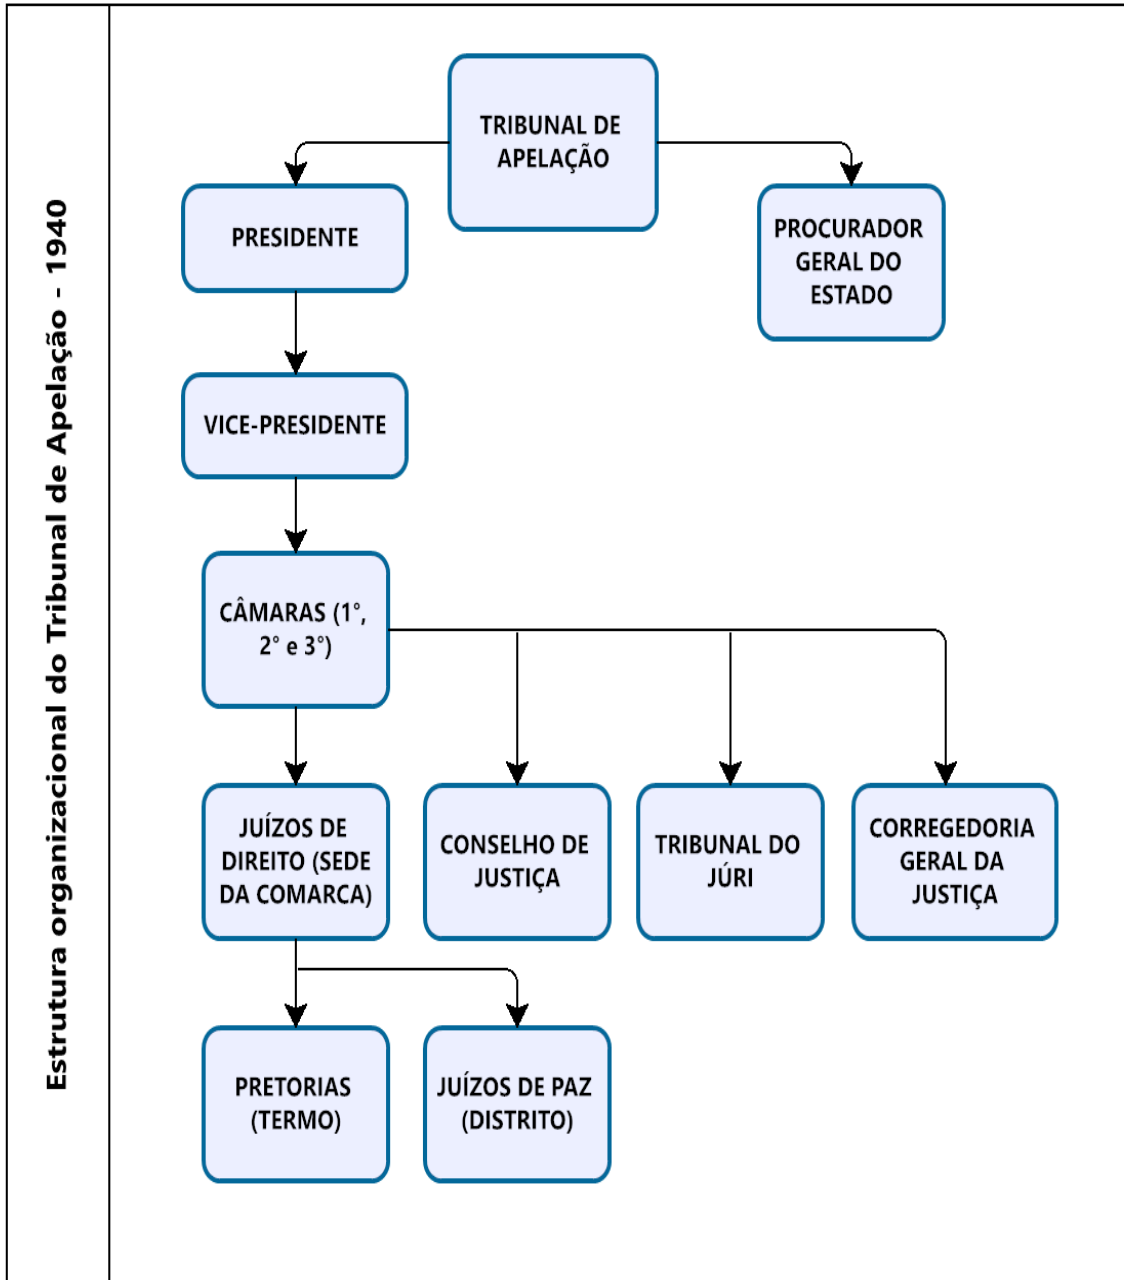 Estrutura organizacional do Tribunal de Apelação - 1940
TRIBUNAL DE
APELAÇÃO
PRESIDENTE
PROCURADOR
GERAL DO
ESTADO
VICE-PRESIDENTE
CÂMARAS (1°,
2° e 3°)
JUÍZOS DE
DIREITO (SEDE
DA COMARCA)
CONSELHO DE
JUSTIÇA
TRIBUNAL DO
JÚRI
CORREGEDORIA
GERAL DA
JUSTIÇA
PRETORIAS
(TERMO)
JUÍZOS DE PAZ
(DISTRITO)